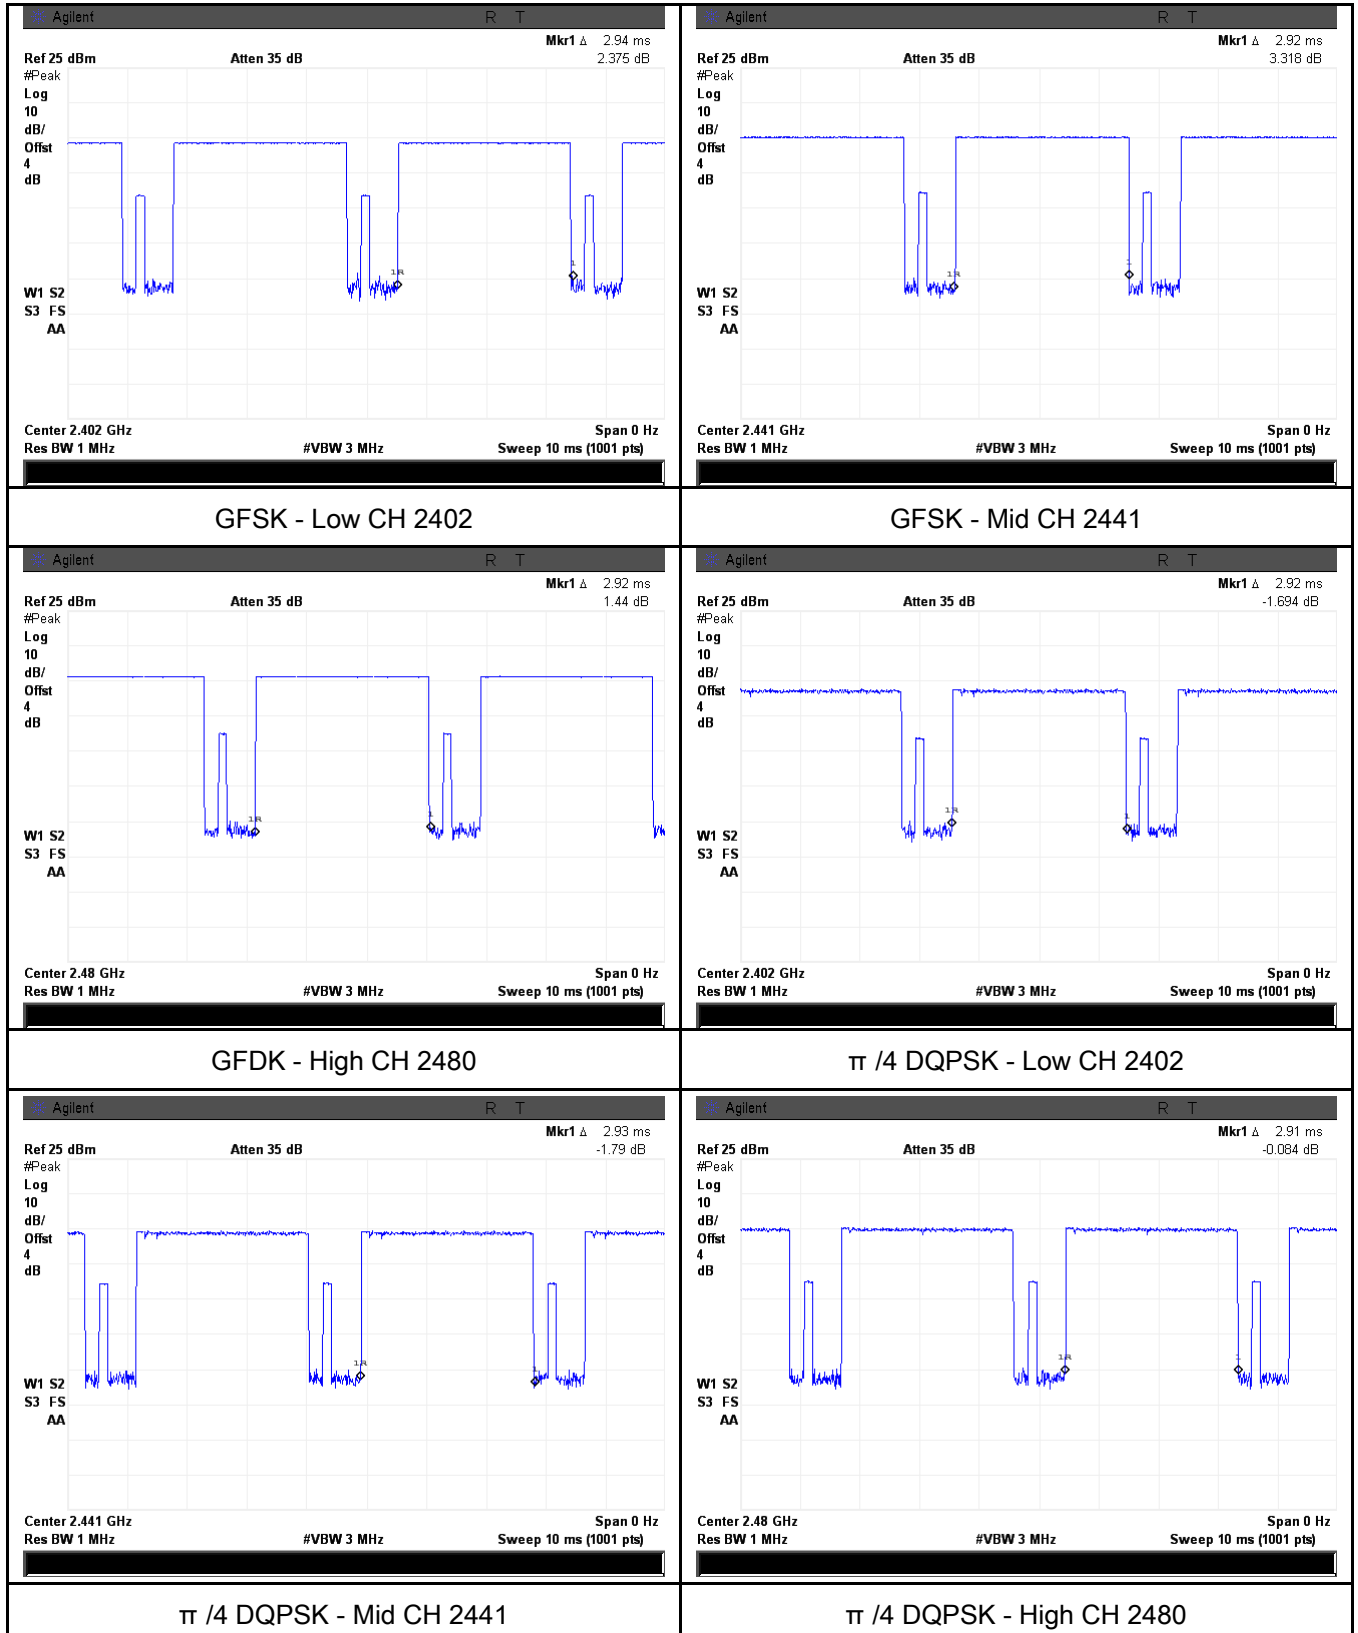 Agilent R T
Mkr1 Δ 2.94 ms
Ref 25 dBm Atten 35 dB 2.375 dB
#Peak
Log
10
dB/
Offst
4
dB
1R
1
W1 S2
S3 FS
AA
Center 2.402 GHz Span 0 Hz
Res BW 1 MHz #VBW 3 MHz Sweep 10 ms (1001 pts)
GFSK - Low CH 2402
Agilent R T
Mkr1 Δ 2.92 ms
Ref 25 dBm Atten 35 dB 3.318 dB
#Peak
Log
10
dB/
Offst
4
dB
1R
1
W1 S2
S3 FS
AA
Center 2.441 GHz Span 0 Hz
Res BW 1 MHz #VBW 3 MHz Sweep 10 ms (1001 pts)
GFSK - Mid CH 2441
Agilent R T
Mkr1 Δ 2.92 ms
Ref 25 dBm Atten 35 dB 1.44 dB
#Peak
Log
10
dB/
Offst
4
dB
1R
1
W1 S2
S3 FS
AA
Center 2.48 GHz Span 0 Hz
Res BW 1 MHz #VBW 3 MHz Sweep 10 ms (1001 pts)
GFDK - High CH 2480
Agilent R T
Mkr1 Δ 2.92 ms
Ref 25 dBm Atten 35 dB -1.694 dB
#Peak
Log
10
dB/
Offst
4
dB
1R
1
W1 S2
S3 FS
AA
Center 2.402 GHz Span 0 Hz
Res BW 1 MHz #VBW 3 MHz Sweep 10 ms (1001 pts)
π /4 DQPSK - Low CH 2402
Agilent R T
Mkr1 Δ 2.93 ms
Ref 25 dBm Atten 35 dB -1.79 dB
#Peak
Log
10
dB/
Offst
4
dB
1R
1
W1 S2
S3 FS
AA
Center 2.441 GHz Span 0 Hz
Res BW 1 MHz #VBW 3 MHz Sweep 10 ms (1001 pts)
π /4 DQPSK - Mid CH 2441
Agilent R T
Mkr1 Δ 2.91 ms
Ref 25 dBm Atten 35 dB -0.084 dB
#Peak
Log
10
dB/
Offst
4
dB
1R
1
W1 S2
S3 FS
AA
Center 2.48 GHz Span 0 Hz
Res BW 1 MHz #VBW 3 MHz Sweep 10 ms (1001 pts)
π /4 DQPSK - High CH 2480